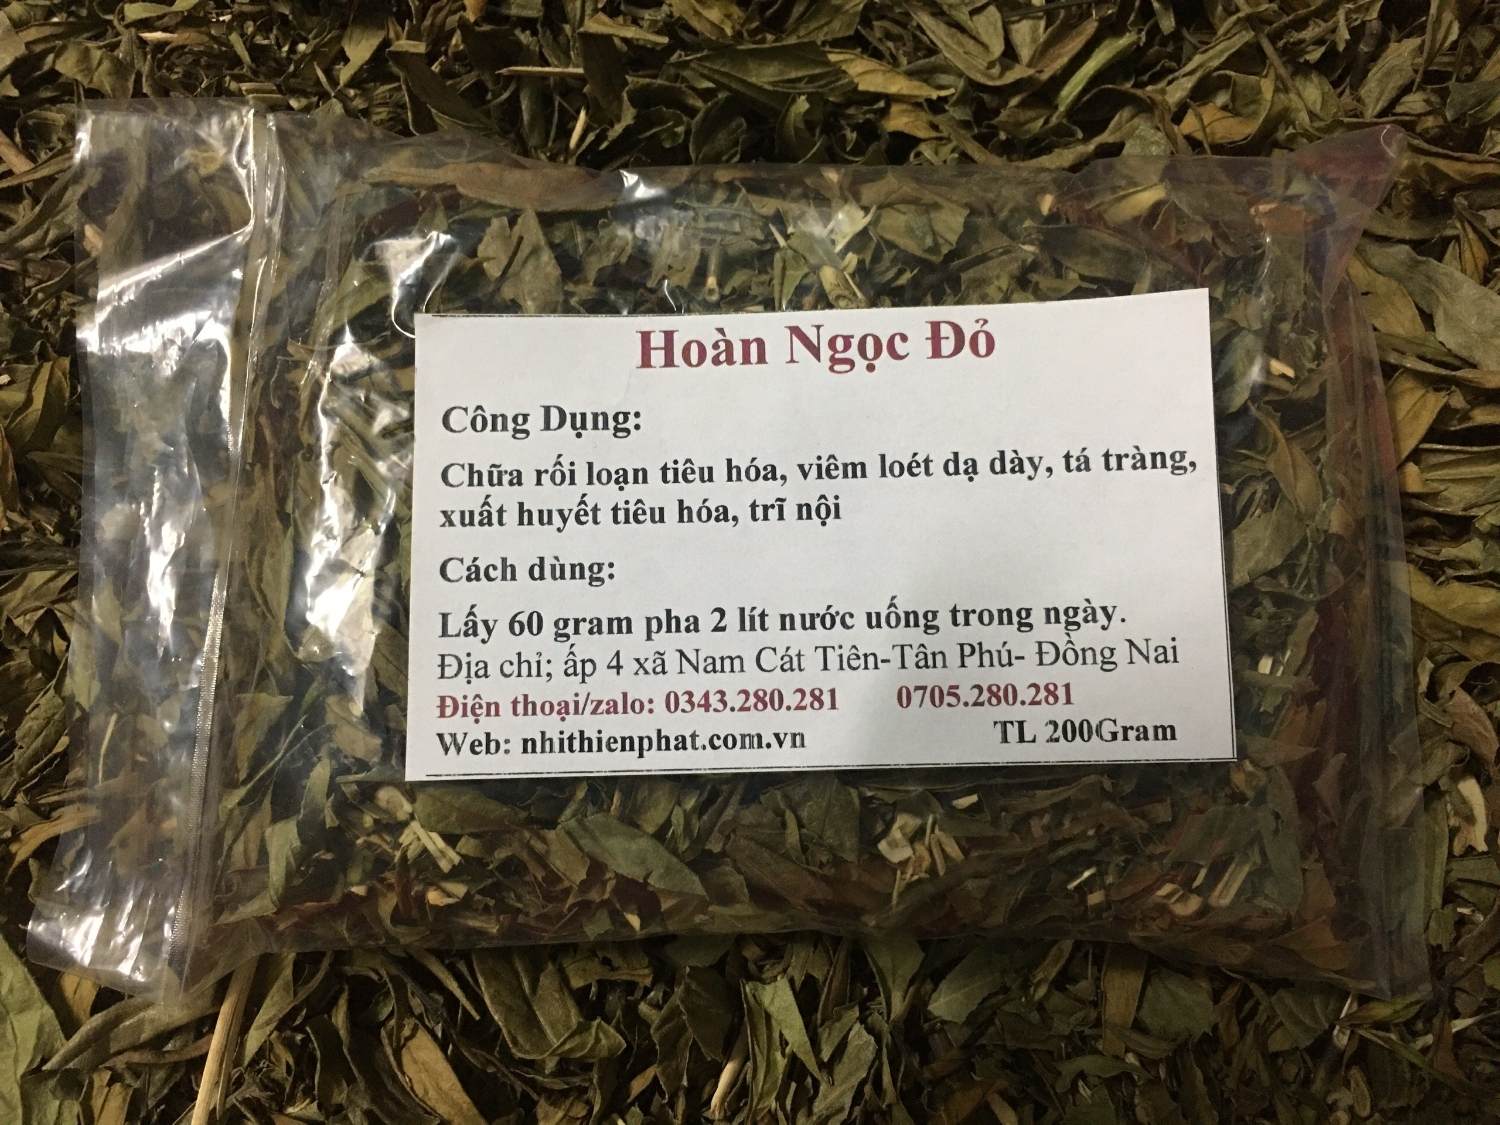 Hoàn Ngọc Đỏ
Công Dụng:
Chữa rối loạn tiêu hóa, viêm loét dạ dày, tá tràng,
xuất huyết tiêu hóa, trĩ nội
Cách dùng:
Lấy 60 gram pha 2 lít nước uống trong ngày.
Địa chỉ; ấp 4 xã Nam Cát Tiên-Tân Phú- Đồng Nai
Điện thoại/zalo: 0343.280.281 0705.280.281
Web: nhithienphat.com.vn TL 200Gram